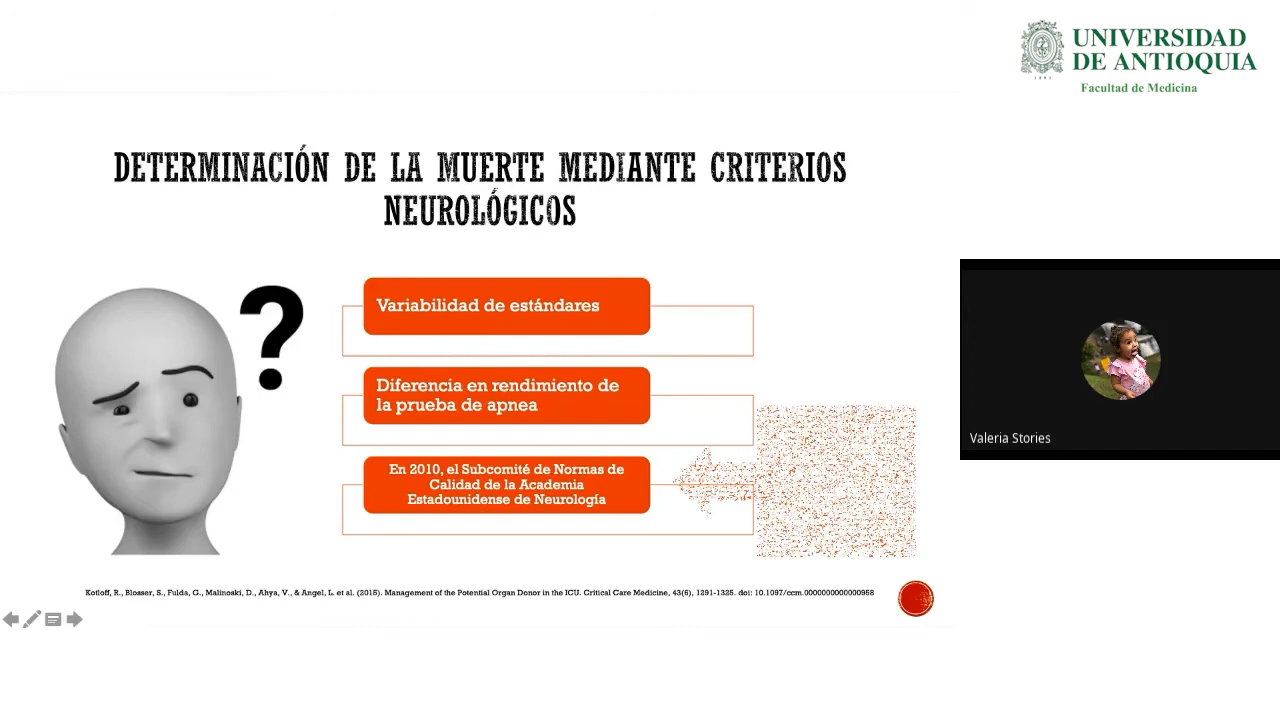 UNIVERSIDAD
DE ANTIOQUIA
1803
Facultad de Medicina
DETERMINACIÓN DE LA MUERTE MEDIANTE CRITERIOS
NEUROLÓGICOS
?
Variabilidad de estándares
Diferencia en rendimiento de
la prueba de apnea
En 2010, el Subcomité de Normas de
Calidad de la Academia
Estadounidense de Neurología
Valeria Stories
Kotloff, R., Blosser, S., Fulda, G., Malinoski, D., Ahya, V., & Angel, L. et al. (2015). Management of the Potential Organ Donor in the ICU. Critical Care Medicine, 43(6), 1291-1325. doi: 10.1097/ccm.0000000000000958